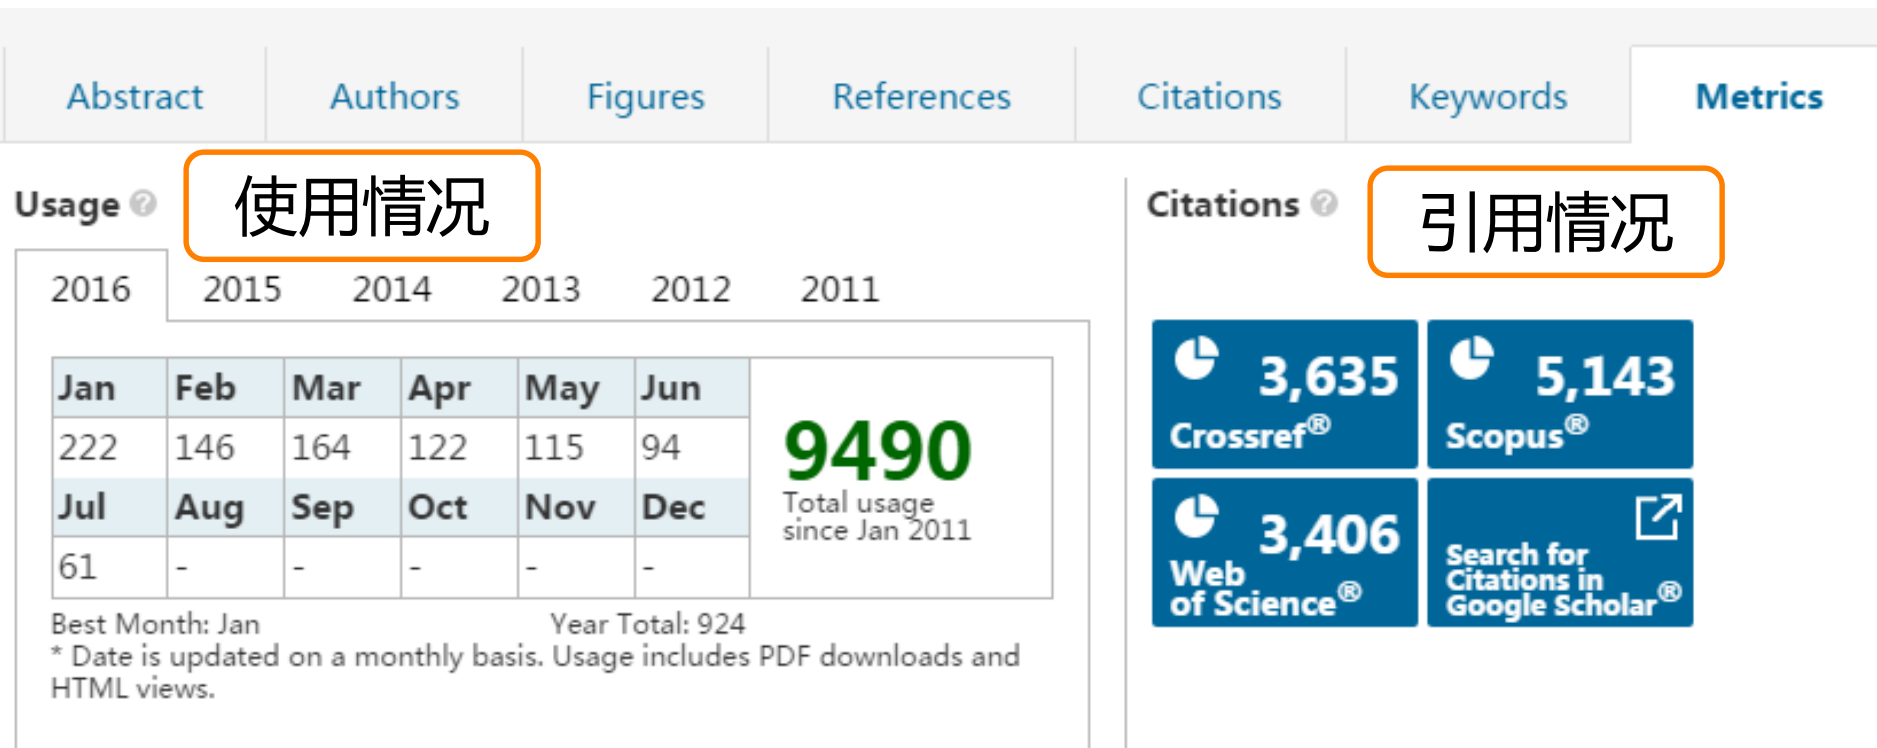 Abstract Authors Figures References Citations Keywords Metrics
Usage ? 使用情况
2016 2015 2014 2013 2012 2011
Jan Feb Mar Apr May Jun
222 146 164 122 115 94
Jul Aug Sep Oct Nov Dec
61 - - - - -
9490
Total usage
since Jan 2011
Best Month: Jan Year Total: 924
* Date is updated on a monthly basis. Usage includes PDF downloads and
HTML views.
Citations ? 引用情况
3,635
Crossref®
5,143
Scopus®
3,406
Web
of Science®
Search for
Citations in
Google Scholar®